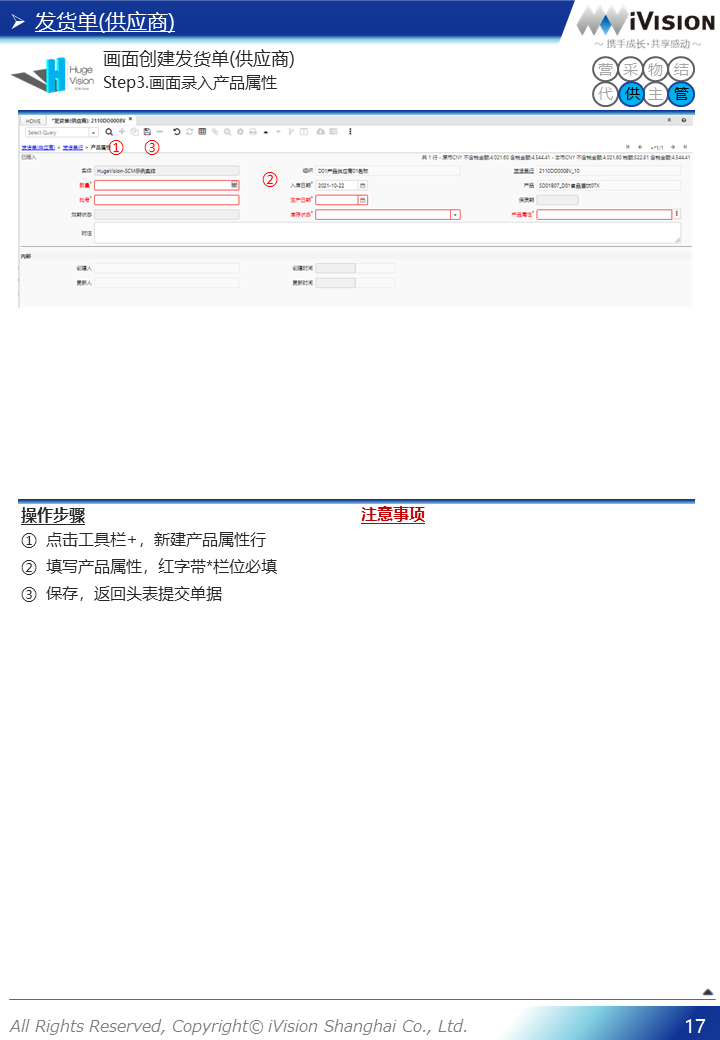 发货单(供应商)
iVISION
～携手成长·共享感动～
Huge
Vision
画面创建发货单(供应商)
Step3.画面录入产品属性
营 采 物 结
代 供 主 管
HOME *发货单(供应商): 2110DO0008V
Select Query
① ③
发货单(供应商) > 发货单行 > 产品属性
+1/1
已插入
共 1 行 - 原币CNY 不含税金额:4,021.60 含税金额:4,544.41 - 本币CNY 不含税金额:4,021.60 税额:522.81 含税金额:4,544.41
实体 HugeVision-SCM示例实体 组织 D01产品供应商01名称 发货单行 2110DO0008V_10
②
数量* 入库日期* 2021-10-22 产品 SD01807_D01食品餐饮07X
批号* 生产日期* 保质期
效期状态 库存状态* 产品属性*
附注
内部
创建人 创建时间
更新人 更新时间
操作步骤 注意事项
① 点击工具栏+，新建产品属性行
② 填写产品属性，红字带*栏位必填
③ 保存，返回头表提交单据
All Rights Reserved, Copyright© iVision Shanghai Co., Ltd. 17